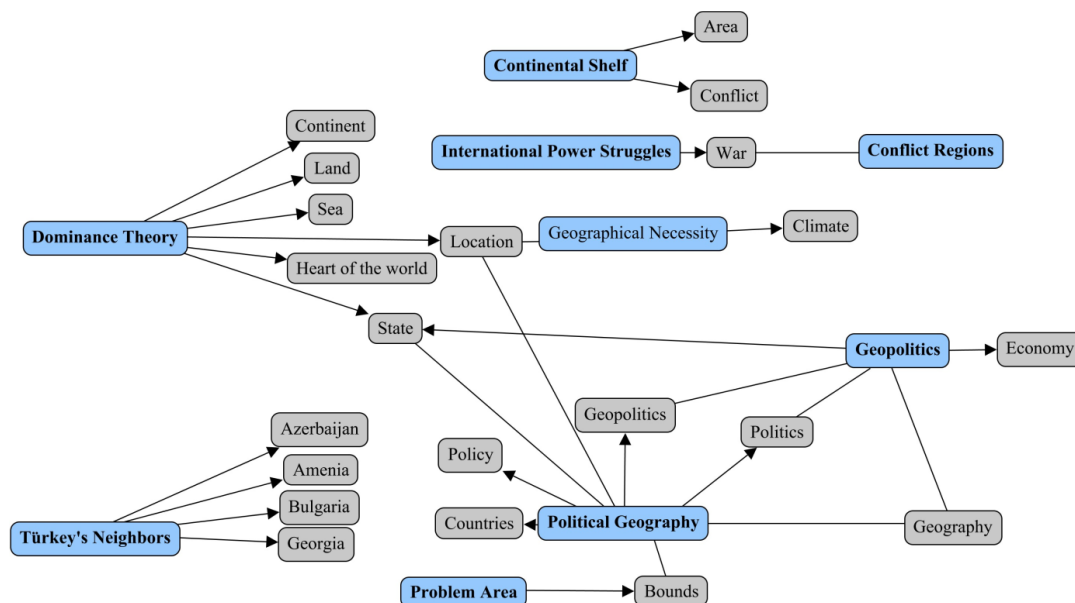 Area
Continental Shelf
Conflict
Continent
International Power Struggles
War
Conflict Regions
Land
Sea
Dominance Theory
Location
Geographical Necessity
Climate
Heart of the world
State
Geopolitics
Economy
Geopolitics
Azerbaijan
Politics
Policy
Amenia
Bulgaria
Türkey's Neighbors
Georgia
Countries
Political Geography
Geography
Problem Area
Bounds